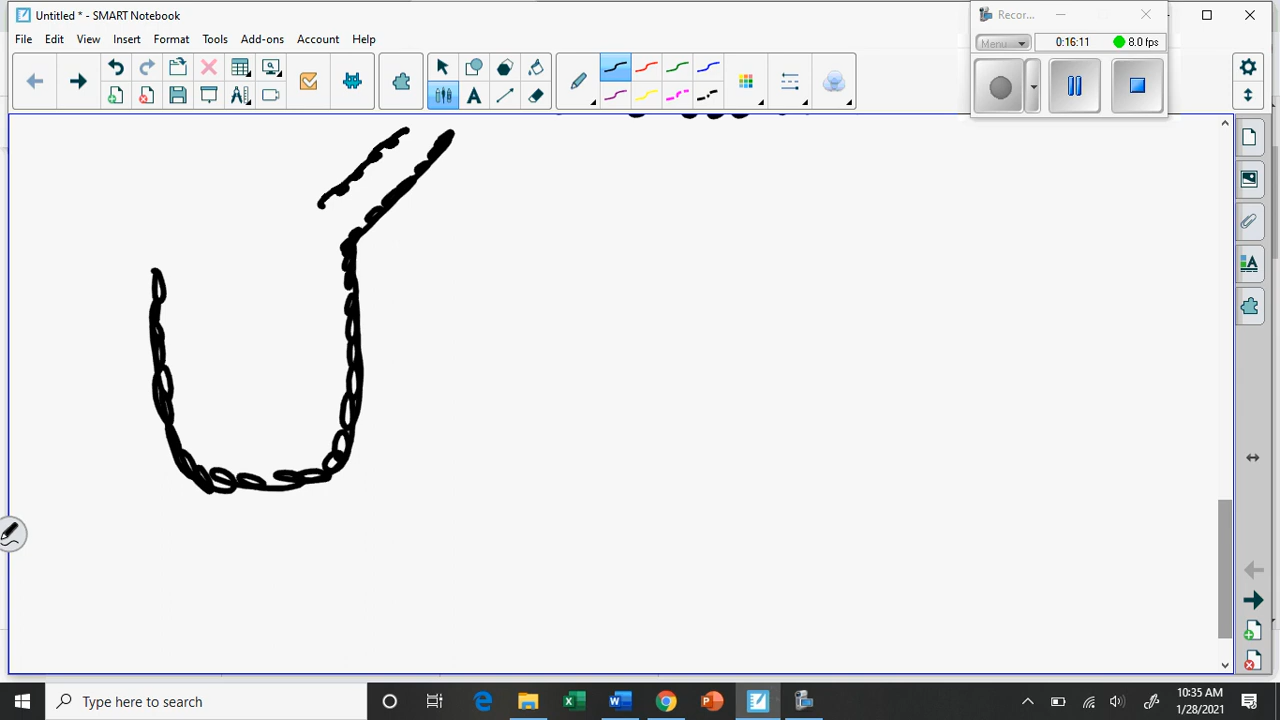 Untitled * - SMART Notebook
Recor...
File Edit View Insert Format Tools Add-ons Account Help
Menu 0:16:11 8.0 fps
Type here to search
10:35 AM
1/28/2021